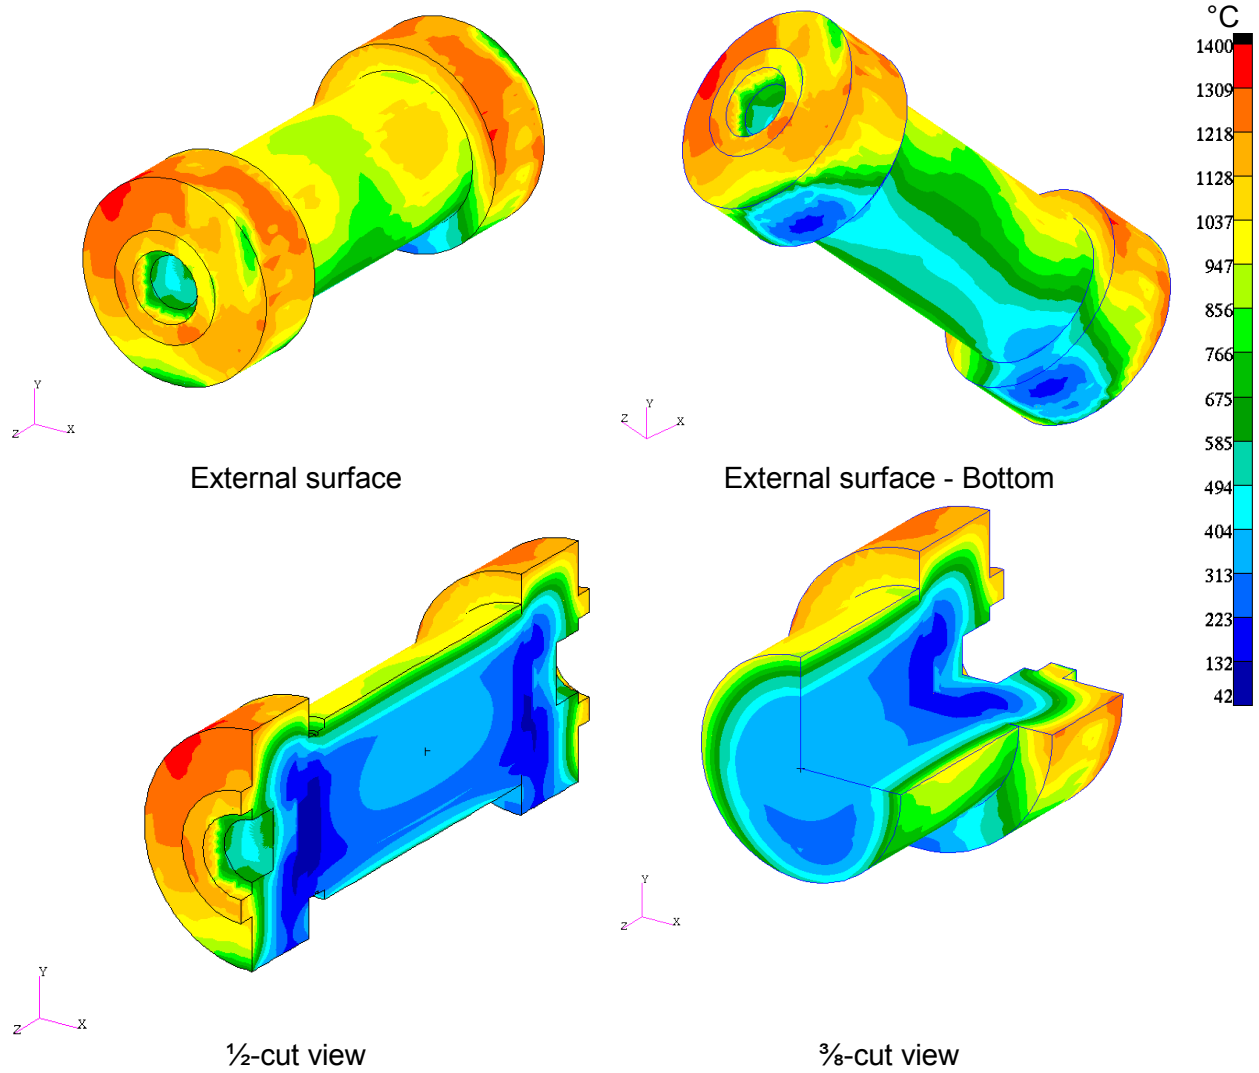 °C
1400
1309
1218
1128
1037
947
856
766
675
585
494
404
313
223
132
42
Y
Z X
Y
Z X
External surface
External surface - Bottom
Y
Z X
Y
Z X
½-cut view
⅜-cut view